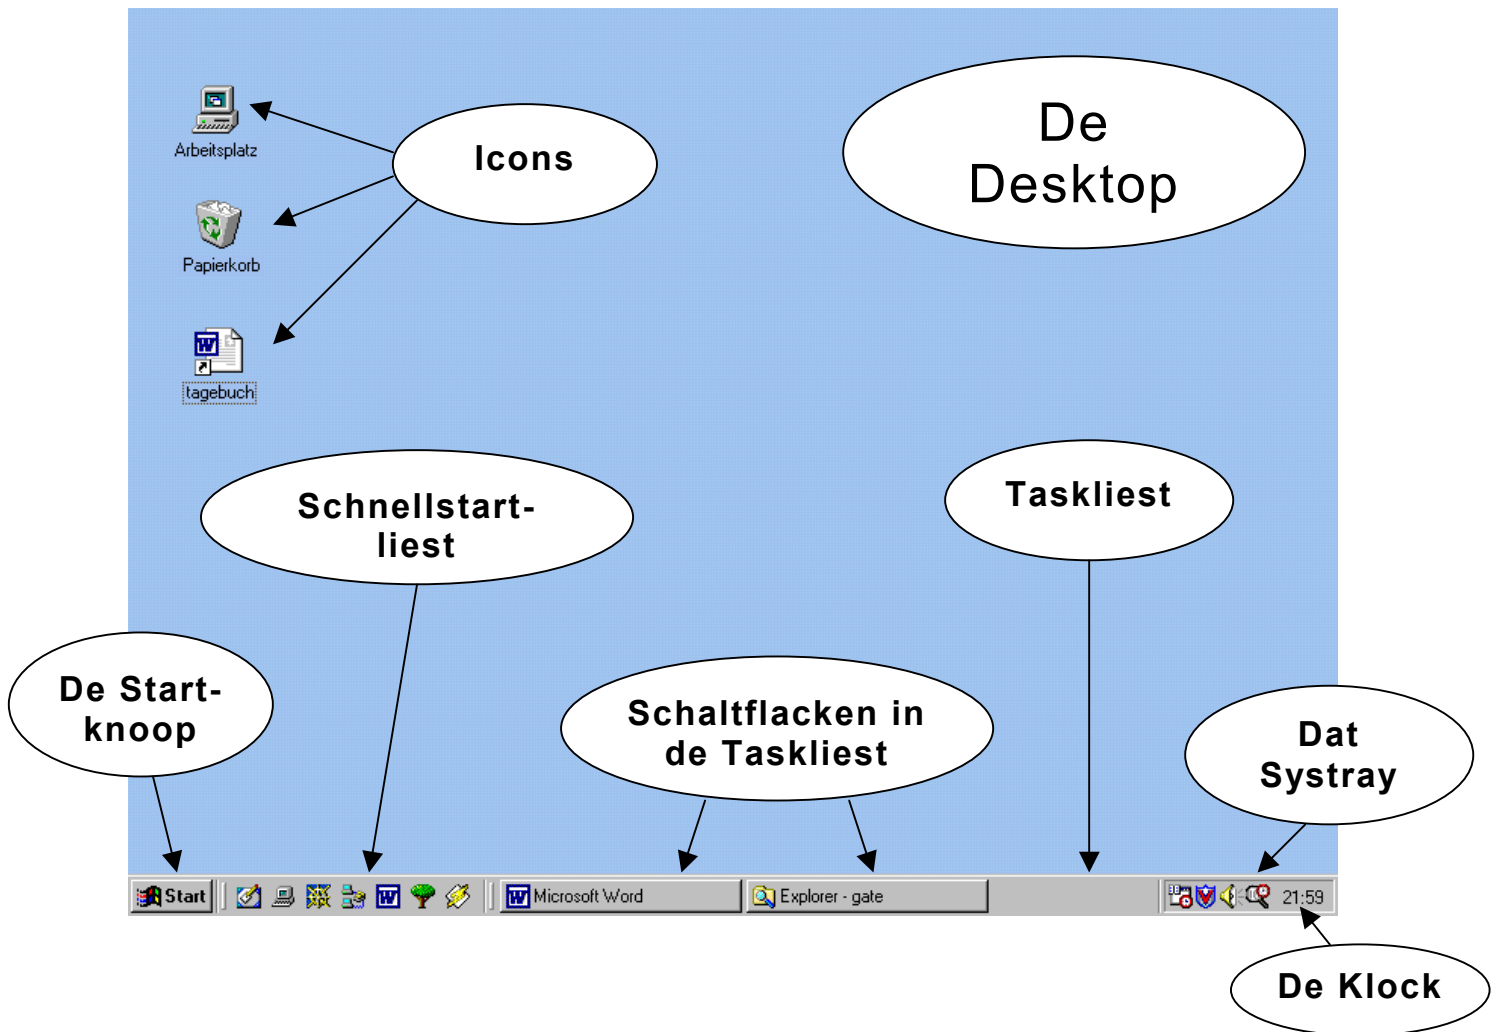 De
Desktop
Icons
Arbeitsplatz
Papierkorb
tagebuch
Schnellstart-
liest
Taskliest
De Start-
knoop
Schaltflacken in
de Taskliest
Dat
Systray
Start
Microsoft Word
Explorer - gate
21:59
De Klock